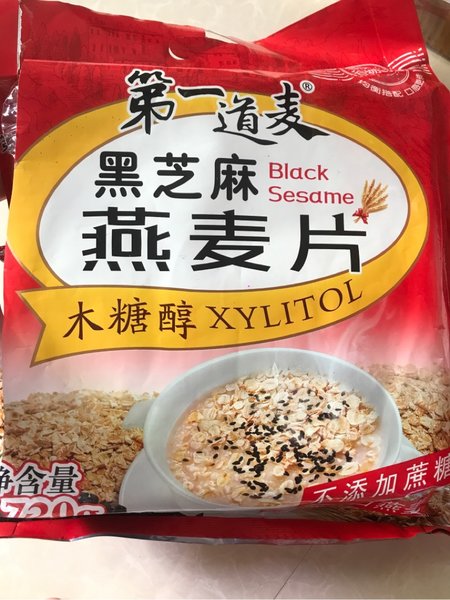 第一道麦®
黑芝麻 Black Sesame
燕麦片
木糖醇 XYLITOL
净含量
720g
不添加蔗糖